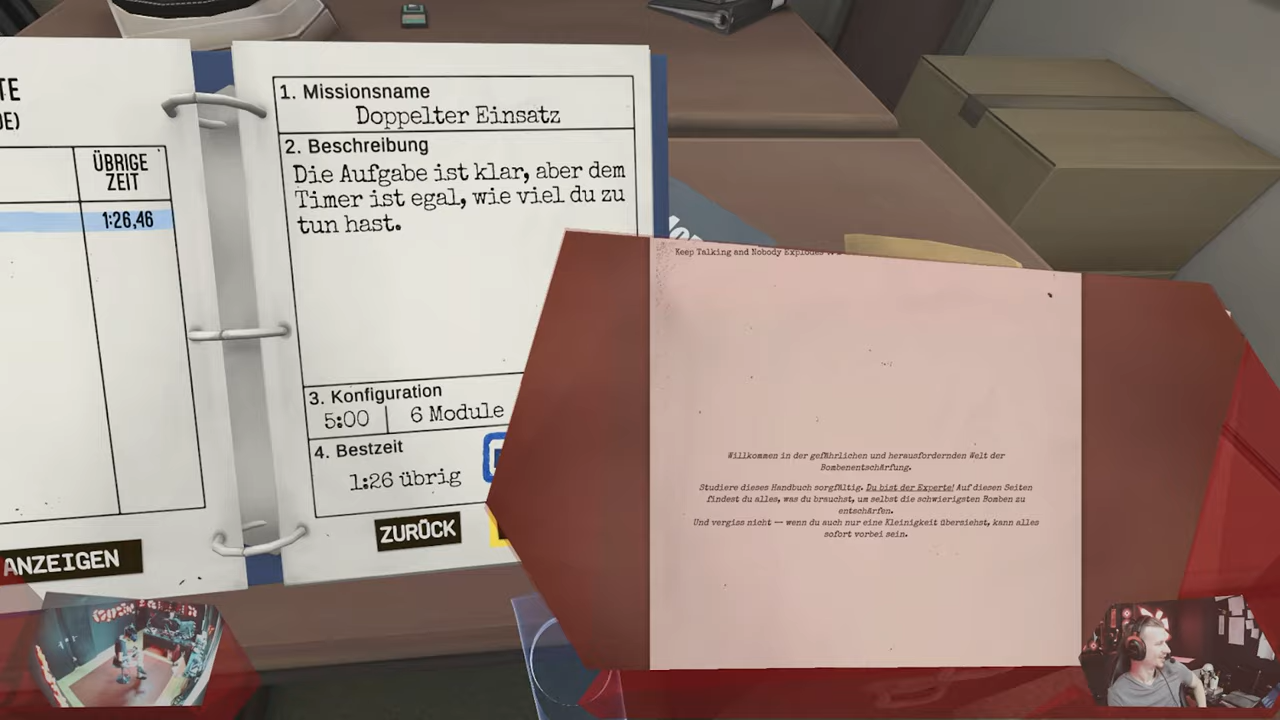 TE
DE)
ÜBRIGE
ZEIT
1:26,46
ANZEIGEN
1. Missionsname
Doppelter Einsatz
2. Beschreibung
Die Aufgabe ist klar, aber dem
Timer ist egal, wie viel du zu
tun hast.
3. Konfiguration
5:00 6 Module
4. Bestzeit
1:26 übrig
ZURÜCK
Keep Talking and Nobody Explodes
Willkommen in der gefährlichen und herausfordernden Welt der
Bombenentschärfung.
Studiere dieses Handbuch sorgfältig. Du bist der Experte! Auf diesen Seiten
findest du alles, was du brauchst, um selbst die schwierigsten Bomben zu
entschärfen.
Und vergiss nicht -- wenn du auch nur eine Kleinigkeit übersiehst, kann alles
sofort vorbei sein.